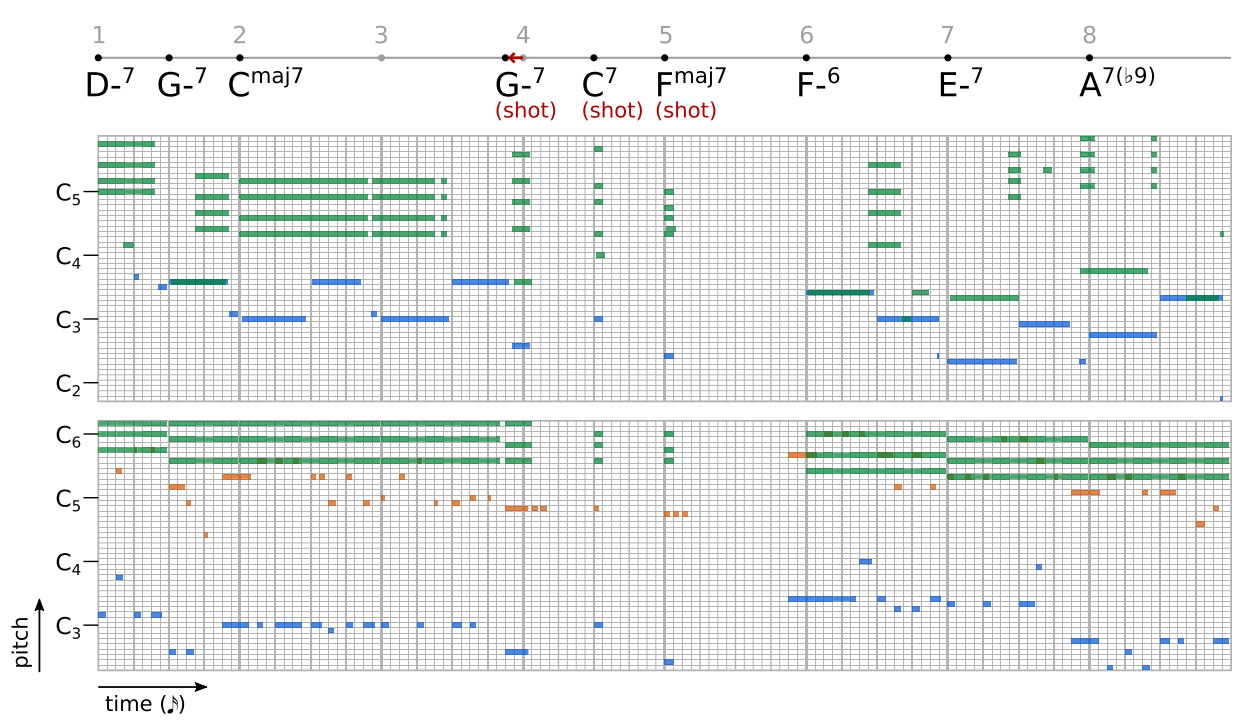 1 2 3 4 5 6 7 8
D-7 G-7 Cmaj7 G-7 C7 Fmaj7 F-6 E-7 A7(♭9)
(shot) (shot) (shot)
C5
C4
C3
C2
C6
C5
C4
C3
pitch
time (𝅘𝅥𝅯)